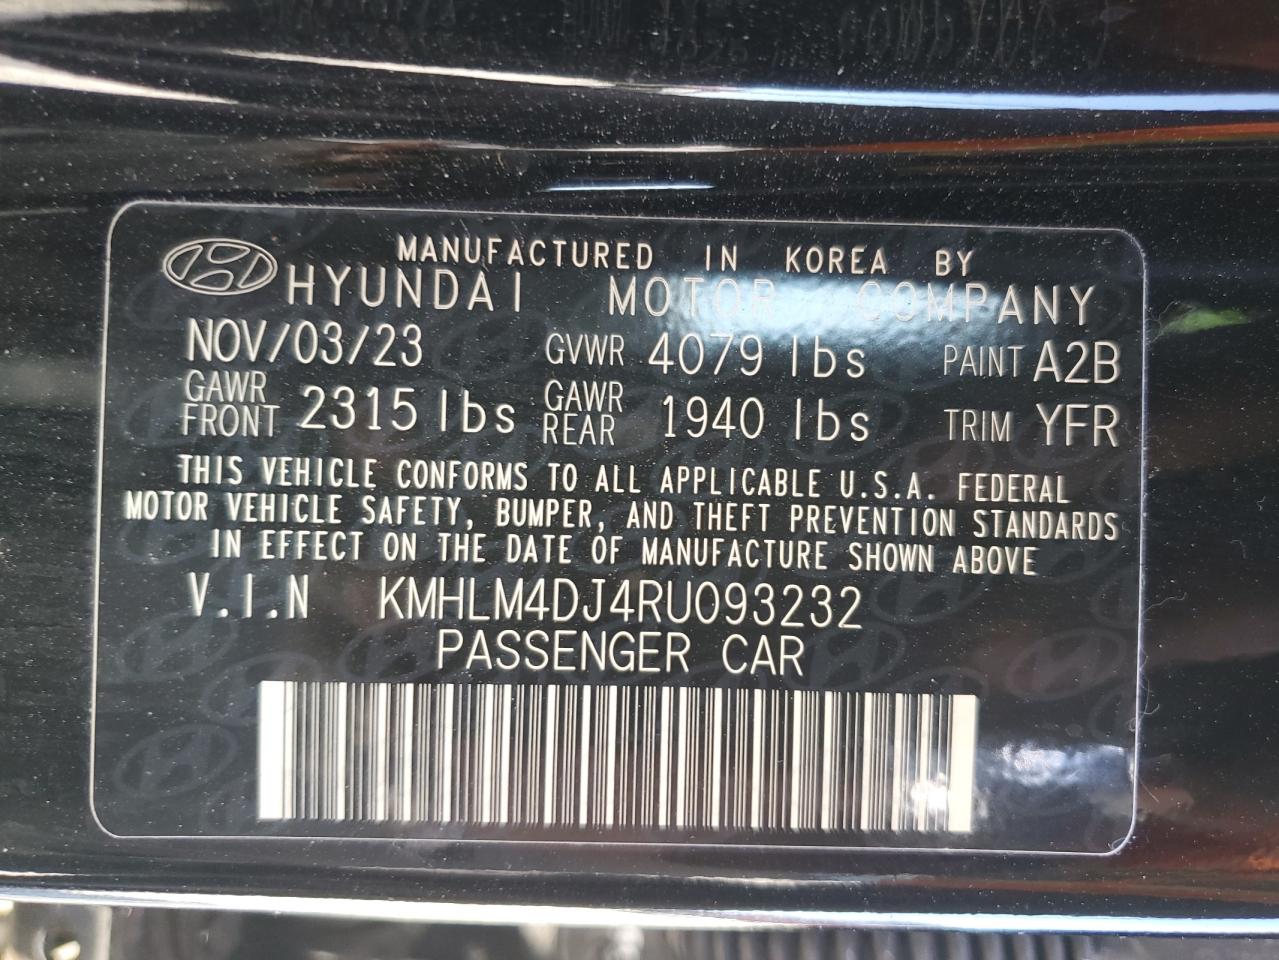 MANUFACTURED IN KOREA BY
HYUNDAI MOTOR COMPANY
NOV/03/23 GVWR 4079 lbs PAINT A2B
GAWR FRONT 2315 lbs GAWR REAR 1940 lbs TRIM YFR
THIS VEHICLE CONFORMS TO ALL APPLICABLE U.S.A. FEDERAL
MOTOR VEHICLE SAFETY, BUMPER, AND THEFT PREVENTION STANDARDS
IN EFFECT ON THE DATE OF MANUFACTURE SHOWN ABOVE
V.I.N KMHLM4DJ4RU093232
PASSENGER CAR